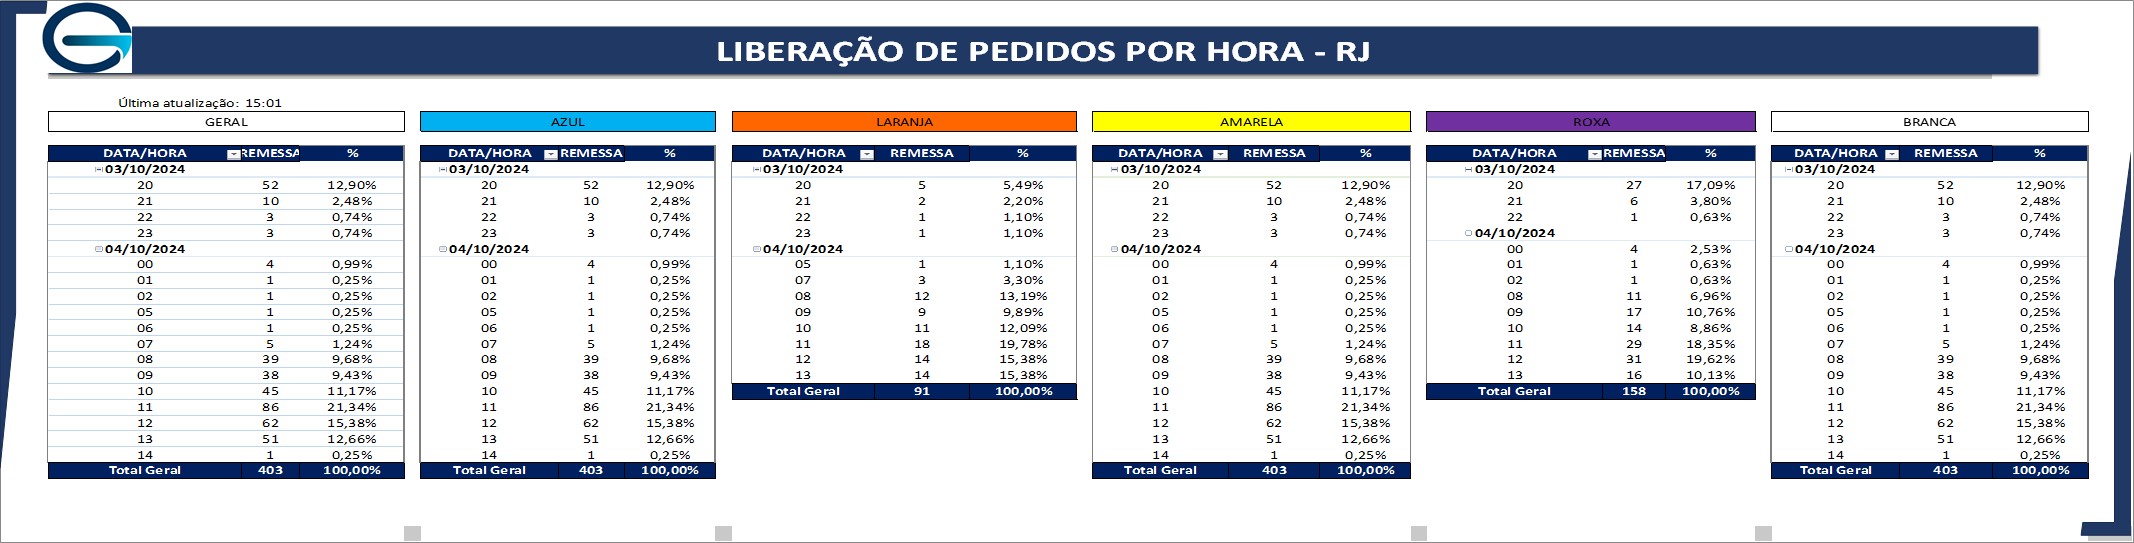 LIBERAÇÃO DE PEDIDOS POR HORA - RJ
Última atualização: 15:01
GERAL
DATA/HORA REMESSA %
03/10/2024
20 52 12,90%
21 10 2,48%
22 3 0,74%
23 3 0,74%
04/10/2024
00 4 0,99%
01 1 0,25%
02 1 0,25%
05 1 0,25%
06 1 0,25%
07 5 1,24%
08 39 9,68%
09 38 9,43%
10 45 11,17%
11 86 21,34%
12 62 15,38%
13 51 12,66%
14 1 0,25%
Total Geral 403 100,00%
AZUL
DATA/HORA REMESSA %
03/10/2024
20 52 12,90%
21 10 2,48%
22 3 0,74%
23 3 0,74%
04/10/2024
00 4 0,99%
01 1 0,25%
02 1 0,25%
05 1 0,25%
06 1 0,25%
07 5 1,24%
08 39 9,68%
09 38 9,43%
10 45 11,17%
11 86 21,34%
12 62 15,38%
13 51 12,66%
14 1 0,25%
Total Geral 403 100,00%
LARANJA
DATA/HORA REMESSA %
03/10/2024
20 5 5,49%
21 2 2,20%
22 1 1,10%
23 1 1,10%
04/10/2024
05 1 1,10%
07 3 3,30%
08 12 13,19%
09 9 9,89%
10 11 12,09%
11 18 19,78%
12 14 15,38%
13 14 15,38%
Total Geral 91 100,00%
AMARELA
DATA/HORA REMESSA %
03/10/2024
20 52 12,90%
21 10 2,48%
22 3 0,74%
23 3 0,74%
04/10/2024
00 4 0,99%
01 1 0,25%
02 1 0,25%
05 1 0,25%
06 1 0,25%
07 5 1,24%
08 39 9,68%
09 38 9,43%
10 45 11,17%
11 86 21,34%
12 62 15,38%
13 51 12,66%
14 1 0,25%
Total Geral 403 100,00%
ROXA
DATA/HORA REMESSA %
03/10/2024
20 27 17,09%
21 6 3,80%
22 1 0,63%
04/10/2024
00 4 2,53%
01 1 0,63%
02 1 0,63%
08 11 6,96%
09 17 10,76%
10 14 8,86%
11 29 18,35%
12 31 19,62%
13 16 10,13%
Total Geral 158 100,00%
BRANCA
DATA/HORA REMESSA %
03/10/2024
20 52 12,90%
21 10 2,48%
22 3 0,74%
23 3 0,74%
04/10/2024
00 4 0,99%
01 1 0,25%
02 1 0,25%
05 1 0,25%
06 1 0,25%
07 5 1,24%
08 39 9,68%
09 38 9,43%
10 45 11,17%
11 86 21,34%
12 62 15,38%
13 51 12,66%
14 1 0,25%
Total Geral 403 100,00%